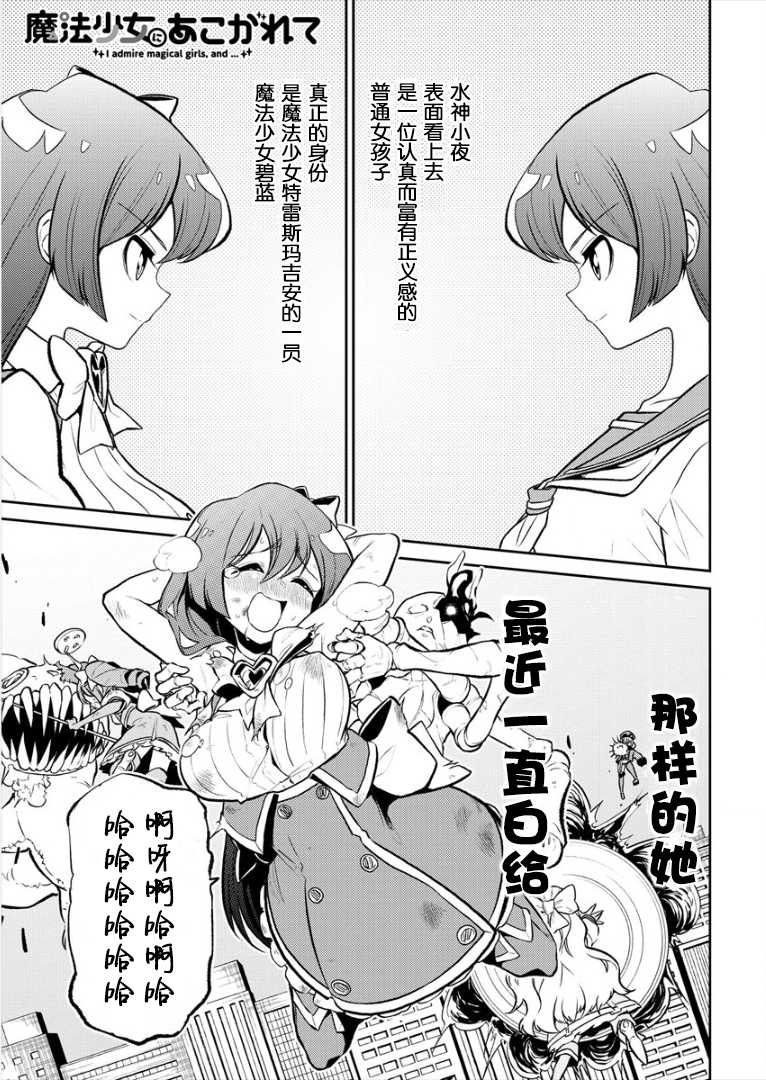 魔法少女にあこがれて
I admire magical girls, and ...
水神小夜
表面看上去
是一位认真而富有正义感的
普通女孩子
真正的身份
是魔法少女特雷斯玛吉安的一员
魔法少女碧蓝
那样的她
最近一直白给
啊呀啊哈啊哈
哈哈哈哈哈哈